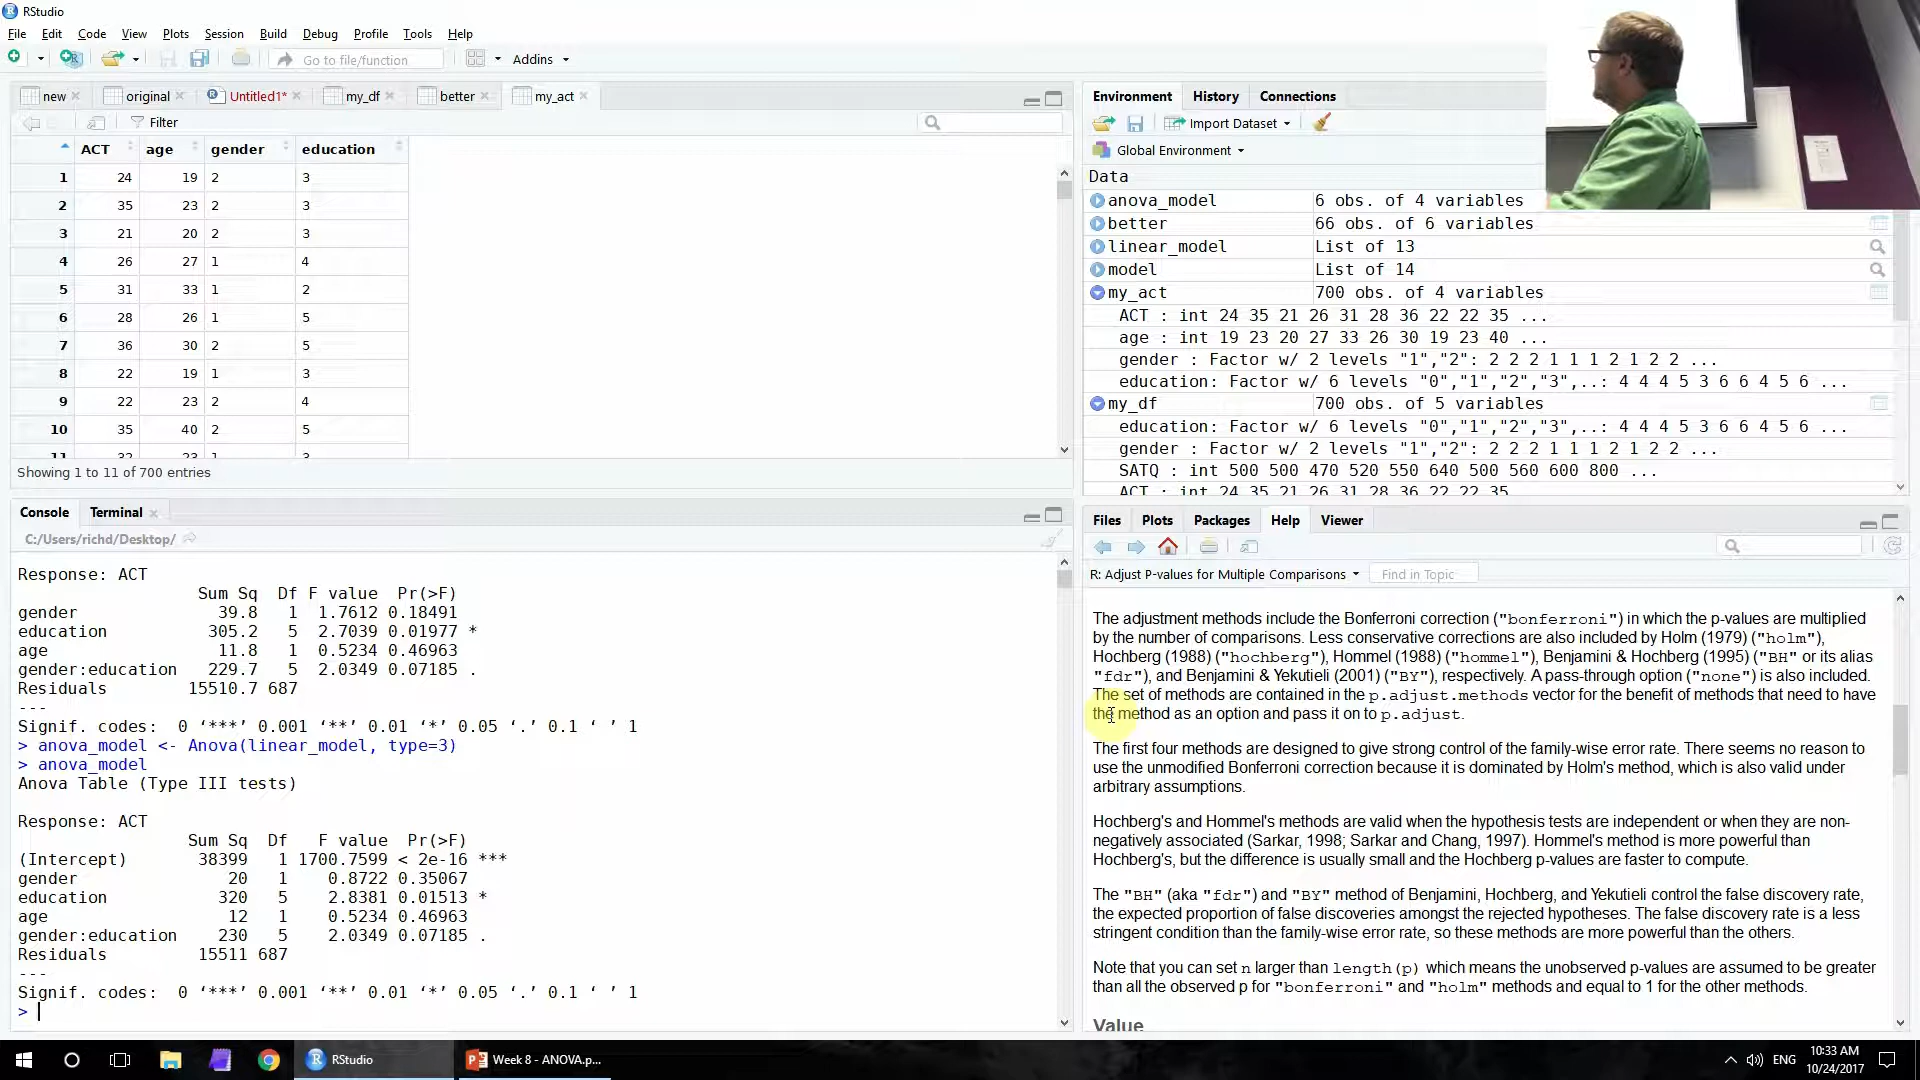 RStudio
File Edit Code View Plots Session Build Debug Profile Tools Help
Go to file/function Addins
new original Untitled1* my_df better my_act
Filter
ACT age gender education
1 24 19 2 3
2 35 23 2 3
3 21 20 2 3
4 26 27 1 4
5 31 33 1 2
6 28 26 1 5
7 36 30 2 5
8 22 19 1 3
9 22 23 2 4
10 35 40 2 5
11 32 23 1 3
Showing 1 to 11 of 700 entries
Console Terminal
C:/Users/richd/Desktop/
Response: ACT
Sum Sq Df F value Pr(>F)
gender 39.8 1 1.7612 0.18491
education 305.2 5 2.7039 0.01977 *
age 11.8 1 0.5234 0.46963
gender:education 229.7 5 2.0349 0.07185 .
Residuals 15510.7 687
---
Signif. codes: 0 ‘***’ 0.001 ‘**’ 0.01 ‘*’ 0.05 ‘.’ 0.1 ‘ ’ 1
> anova_model <- Anova(linear_model, type=3)
> anova_model
Anova Table (Type III tests)
Response: ACT
Sum Sq Df F value Pr(>F)
(Intercept) 38399 1 1700.7599 < 2e-16 ***
gender 20 1 0.8722 0.35067
education 320 5 2.8381 0.01513 *
age 12 1 0.5234 0.46963
gender:education 230 5 2.0349 0.07185 .
Residuals 15511 687
---
Signif. codes: 0 ‘***’ 0.001 ‘**’ 0.01 ‘*’ 0.05 ‘.’ 0.1 ‘ ’ 1
>
Environment History Connections
Import Dataset
Global Environment
Data
anova_model 6 obs. of 4 variables
better 66 obs. of 6 variables
linear_model List of 13
model List of 14
my_act 700 obs. of 4 variables
ACT : int 24 35 21 26 31 28 36 22 22 35 ...
age : int 19 23 20 27 33 26 30 19 23 40 ...
gender : Factor w/ 2 levels "1","2": 2 2 2 1 1 1 2 1 2 2 ...
education: Factor w/ 6 levels "0","1","2","3",..: 4 4 4 5 3 6 6 4 5 6 ...
my_df 700 obs. of 5 variables
education: Factor w/ 6 levels "0","1","2","3",..: 4 4 4 5 3 6 6 4 5 6 ...
gender : Factor w/ 2 levels "1","2": 2 2 2 1 1 1 2 1 2 2 ...
SATQ : int 500 500 470 520 550 640 500 560 600 800 ...
ACT : int 24 35 21 26 31 28 36 22 22 35
Files Plots Packages Help Viewer
R: Adjust P-values for Multiple Comparisons Find in Topic
The adjustment methods include the Bonferroni correction ("bonferroni") in which the p-values are multiplied
by the number of comparisons. Less conservative corrections are also included by Holm (1979) ("holm"),
Hochberg (1988) ("hochberg"), Hommel (1988) ("hommel"), Benjamini & Hochberg (1995) ("BH" or its alias
"fdr"), and Benjamini & Yekutieli (2001) ("BY"), respectively. A pass-through option ("none") is also included.
The set of methods are contained in the p.adjust.methods vector for the benefit of methods that need to have
the method as an option and pass it on to p.adjust.
The first four methods are designed to give strong control of the family-wise error rate. There seems no reason to
use the unmodified Bonferroni correction because it is dominated by Holm's method, which is also valid under
arbitrary assumptions.
Hochberg's and Hommel's methods are valid when the hypothesis tests are independent or when they are non-
negatively associated (Sarkar, 1998; Sarkar and Chang, 1997). Hommel's method is more powerful than
Hochberg's, but the difference is usually small and the Hochberg p-values are faster to compute.
The "BH" (aka "fdr") and "BY" method of Benjamini, Hochberg, and Yekutieli control the false discovery rate,
the expected proportion of false discoveries amongst the rejected hypotheses. The false discovery rate is a less
stringent condition than the family-wise error rate, so these methods are more powerful than the others.
Note that you can set n larger than length(p) which means the unobserved p-values are assumed to be greater
than all the observed p for "bonferroni" and "holm" methods and equal to 1 for the other methods.
Value
RStudio Week 8 - ANOVA.p... ENG 10:33 AM
10/24/2017